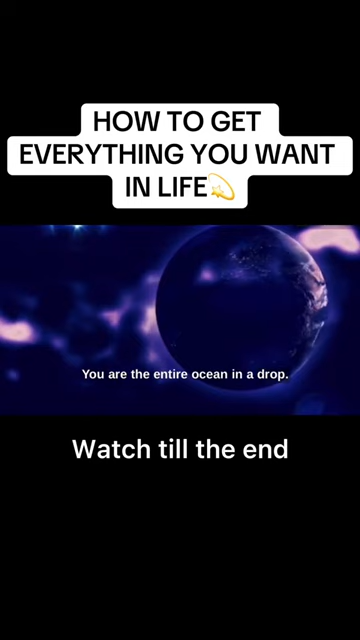 HOW TO GET
EVERYTHING YOU WANT
IN LIFE💫
You are the entire ocean in a drop.
Watch till the end